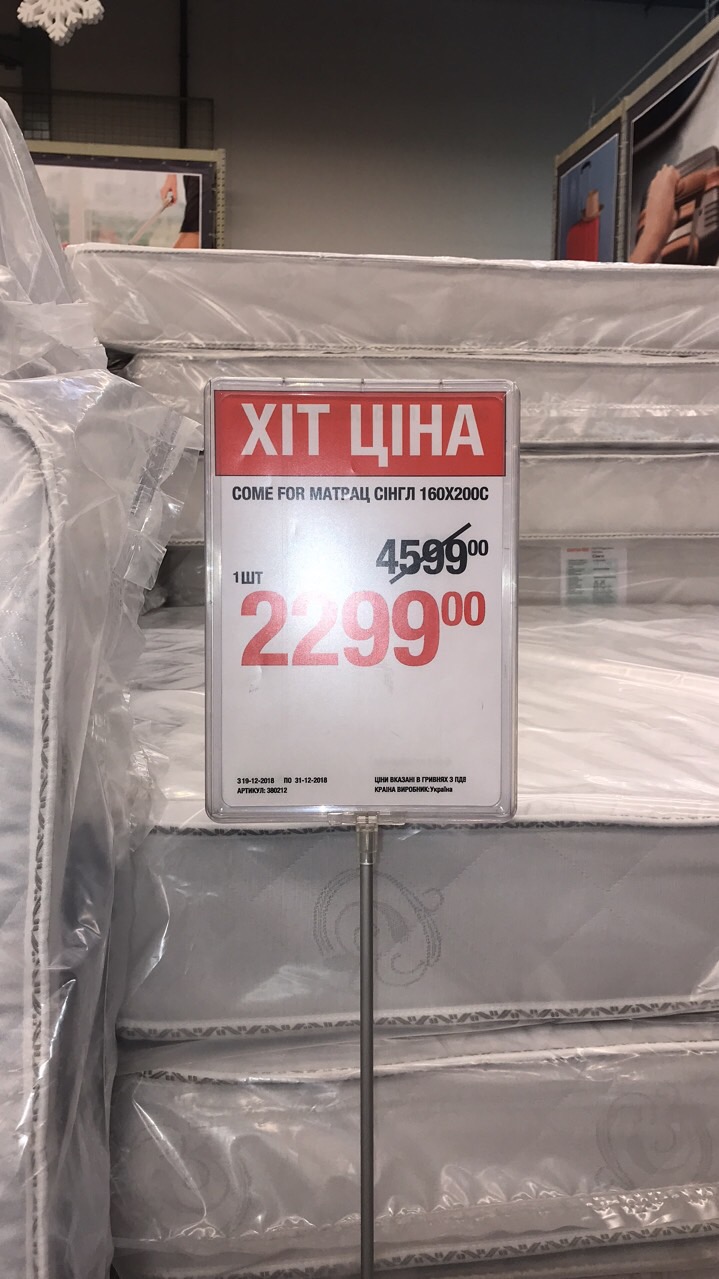 ХІТ ЦІНА
COME FOR МАТРАЦ СІНГЛ 160X200С
4599 00
1ШТ
2299 00
З 19-12-2018 ПО 31-12-2018 ЦІНИ ВКАЗАНІ В ГРИВНЯХ З ПДВ
АРТИКУЛ: 380212 КРАЇНА ВИРОБНИК:Україна